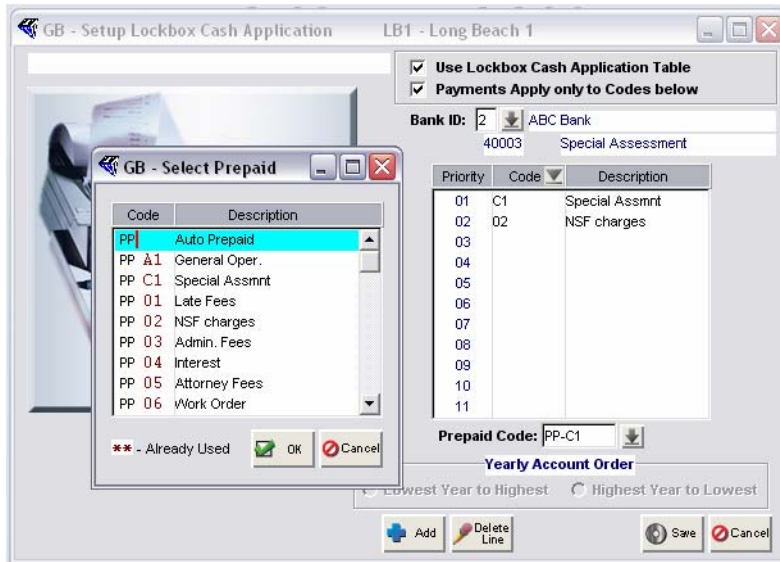 GB - Setup Lockbox Cash Application LB1 - Long Beach 1
Use Lockbox Cash Application Table
Payments Apply only to Codes below
Bank ID: 2 ABC Bank
40003 Special Assessment
Priority Code Description
01 C1 Special Assmnt
02 02 NSF charges
03
04
05
06
07
08
09
10
11
Prepaid Code: PP-C1
Yearly Account Order
Lowest Year to Highest Highest Year to Lowest
Add Delete Line Save Cancel
GB - Select Prepaid
Code Description
PP Auto Prepaid
PP A1 General Oper.
PP C1 Special Assmnt
PP 01 Late Fees
PP 02 NSF charges
PP 03 Admin. Fees
PP 04 Interest
PP 05 Attorney Fees
PP 06 Work Order
** - Already Used OK Cancel